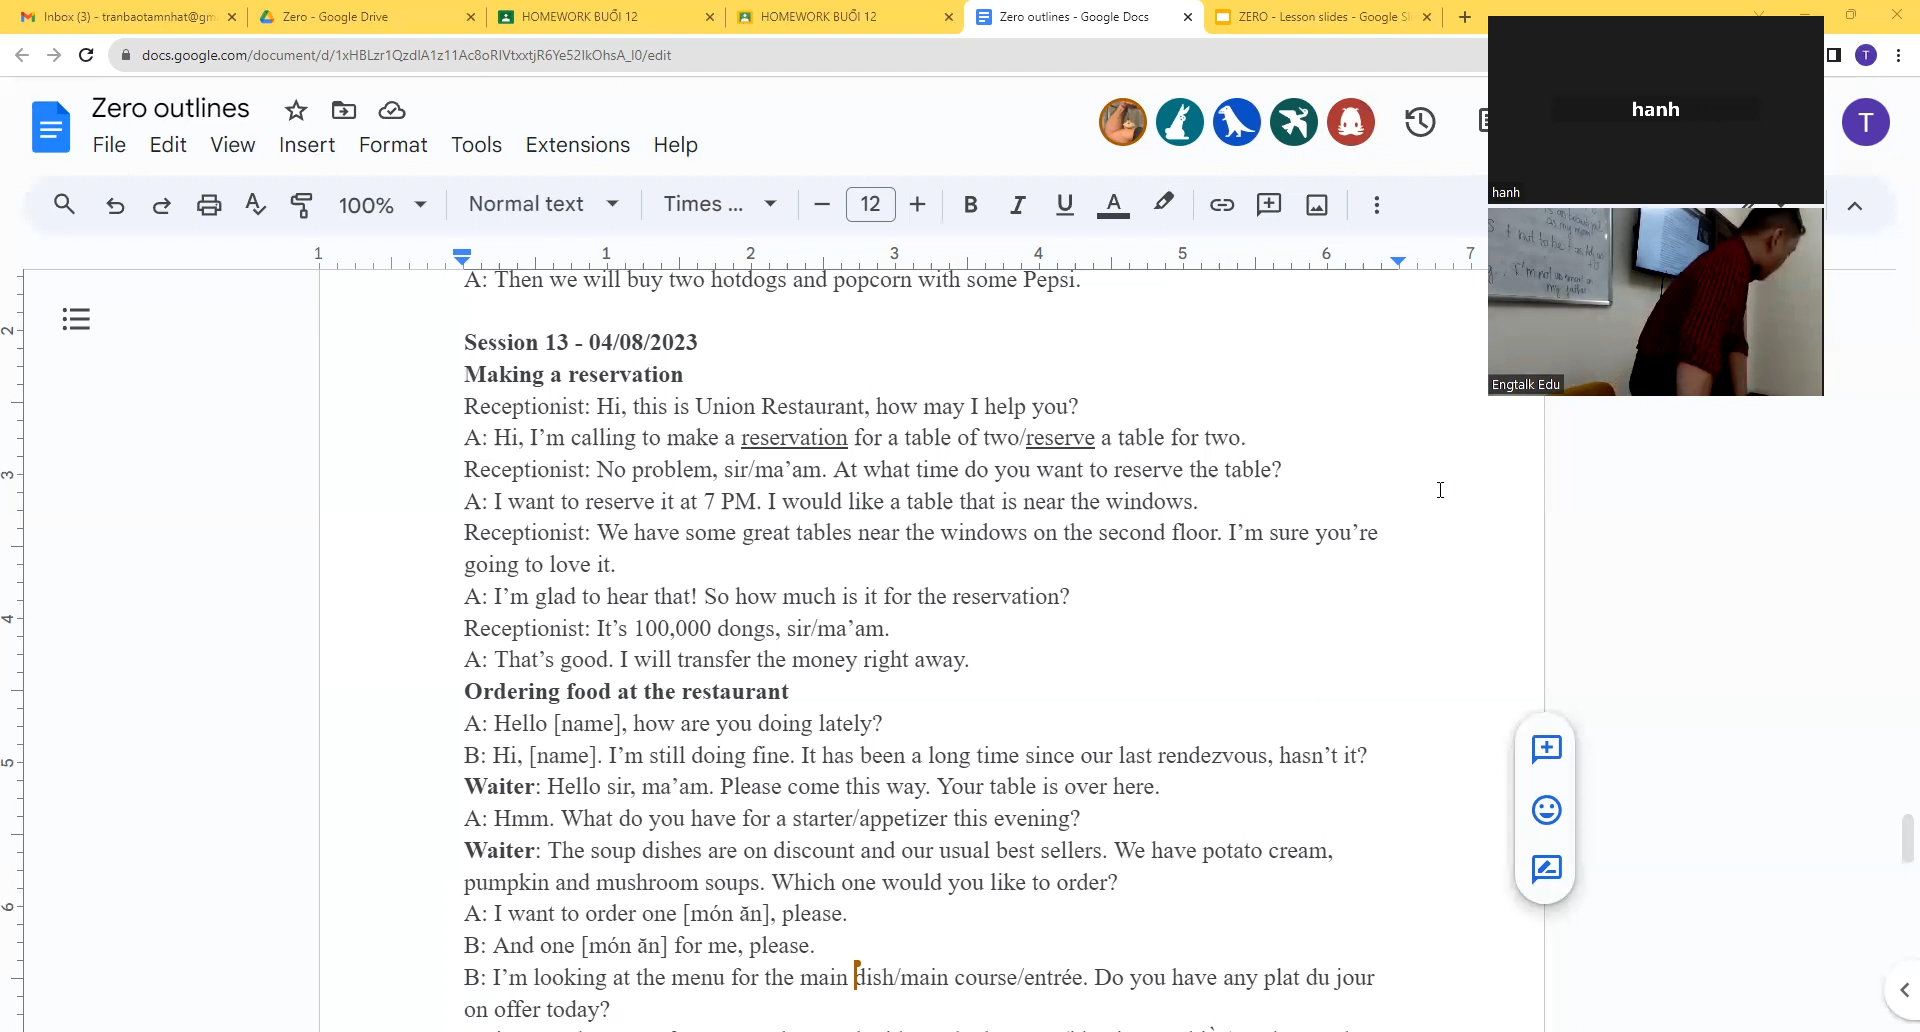 Inbox (3) - tranbaotamnhat@gm
Zero - Google Drive
HOMEWORK BUỔI 12
HOMEWORK BUỔI 12
Zero outlines - Google Docs
ZERO - Lesson slides - Google Sl
docs.google.com/document/d/1xHBLzr1QzdIA1z11Ac8oRIVtxxtjR6Ye52IkOhsA_I0/edit
T
Zero outlines
File Edit View Insert Format Tools Extensions Help
T
hanh
hanh
100% Normal text Times ... 12 B I U A
1 1 2 3 4 5 6 7
Engtalk Edu
A: Then we will buy two hotdogs and popcorn with some Pepsi.
2
Session 13 - 04/08/2023
Making a reservation
Receptionist: Hi, this is Union Restaurant, how may I help you?
A: Hi, I’m calling to make a reservation for a table of two/reserve a table for two.
3
Receptionist: No problem, sir/ma’am. At what time do you want to reserve the table?
A: I want to reserve it at 7 PM. I would like a table that is near the windows.
Receptionist: We have some great tables near the windows on the second floor. I’m sure you’re
going to love it.
A: I’m glad to hear that! So how much is it for the reservation?
4
Receptionist: It’s 100,000 dongs, sir/ma’am.
A: That’s good. I will transfer the money right away.
Ordering food at the restaurant
A: Hello [name], how are you doing lately?
5
B: Hi, [name]. I’m still doing fine. It has been a long time since our last rendezvous, hasn’t it?
Waiter: Hello sir, ma’am. Please come this way. Your table is over here.
A: Hmm. What do you have for a starter/appetizer this evening?
Waiter: The soup dishes are on discount and our usual best sellers. We have potato cream,
pumpkin and mushroom soups. Which one would you like to order?
6
A: I want to order one [món ăn], please.
B: And one [món ăn] for me, please.
B: I’m looking at the menu for the main dish/main course/entrée. Do you have any plat du jour
on offer today?